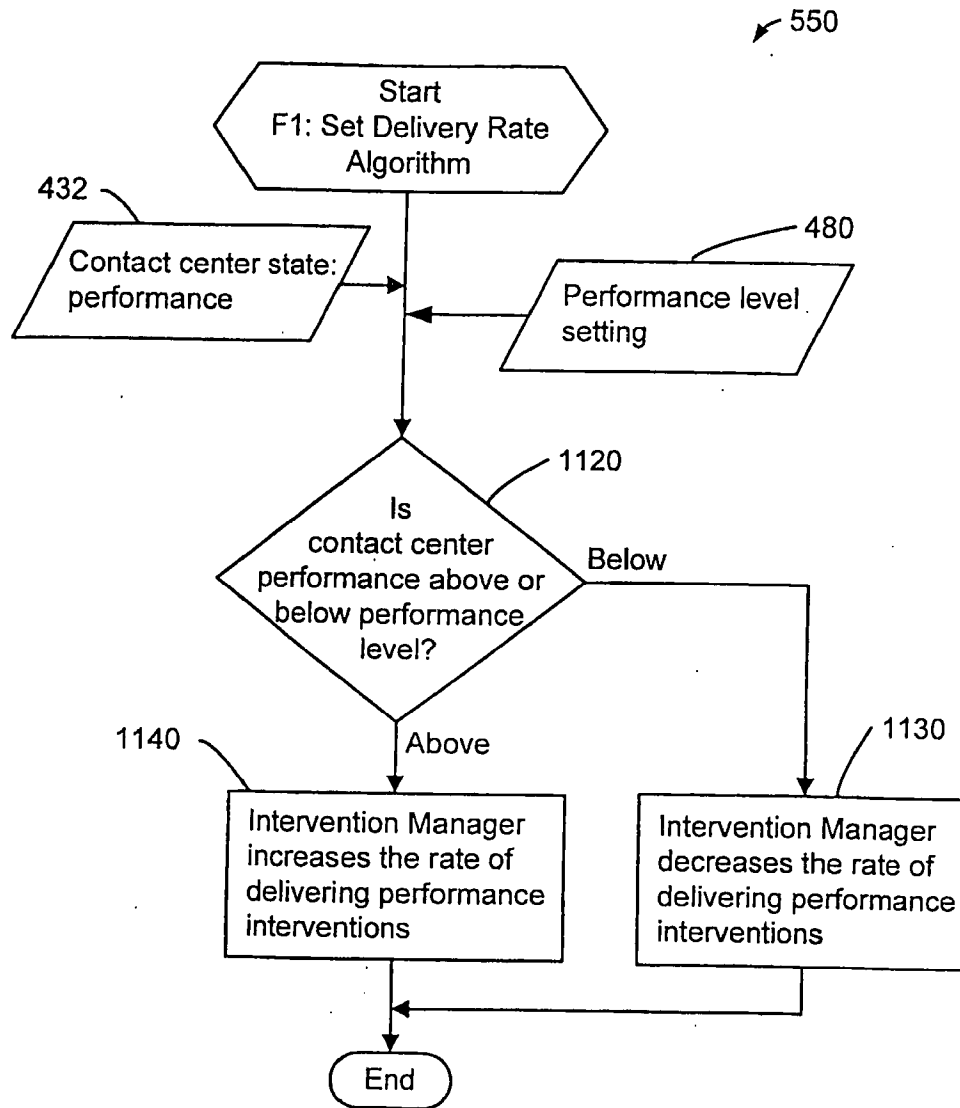 550
Start
F1: Set Delivery Rate
Algorithm
432
Contact center state:
performance
480
Performance level
setting
1120
Is
contact center
performance above or
below performance
level?
Below
Above
1140
Intervention Manager
increases the rate of
delivering performance
interventions
1130
Intervention Manager
decreases the rate of
delivering performance
interventions
End